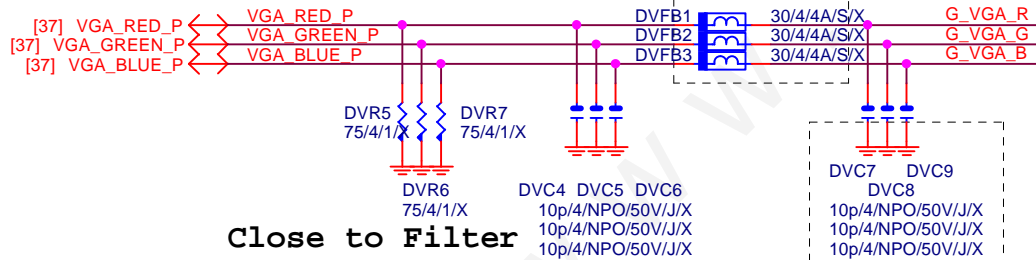 VGA_RED_P DVFB1 30/4/4A/S/X G_VGA_R
[37] VGA_RED_P
VGA_GREEN_P DVFB2 30/4/4A/S/X G_VGA_G
[37] VGA_GREEN_P
VGA_BLUE_P DVFB3 30/4/4A/S/X G_VGA_B
[37] VGA_BLUE_P
DVR5 DVR7
75/4/1/X 75/4/1/X
DVC7 DVC9
DVR6 DVC4 DVC5 DVC6 DVC8
75/4/1/X 10p/4/NPO/50V/J/X 10p/4/NPO/50V/J/X
10p/4/NPO/50V/J/X 10p/4/NPO/50V/J/X
Close to Filter 10p/4/NPO/50V/J/X 10p/4/NPO/50V/J/X